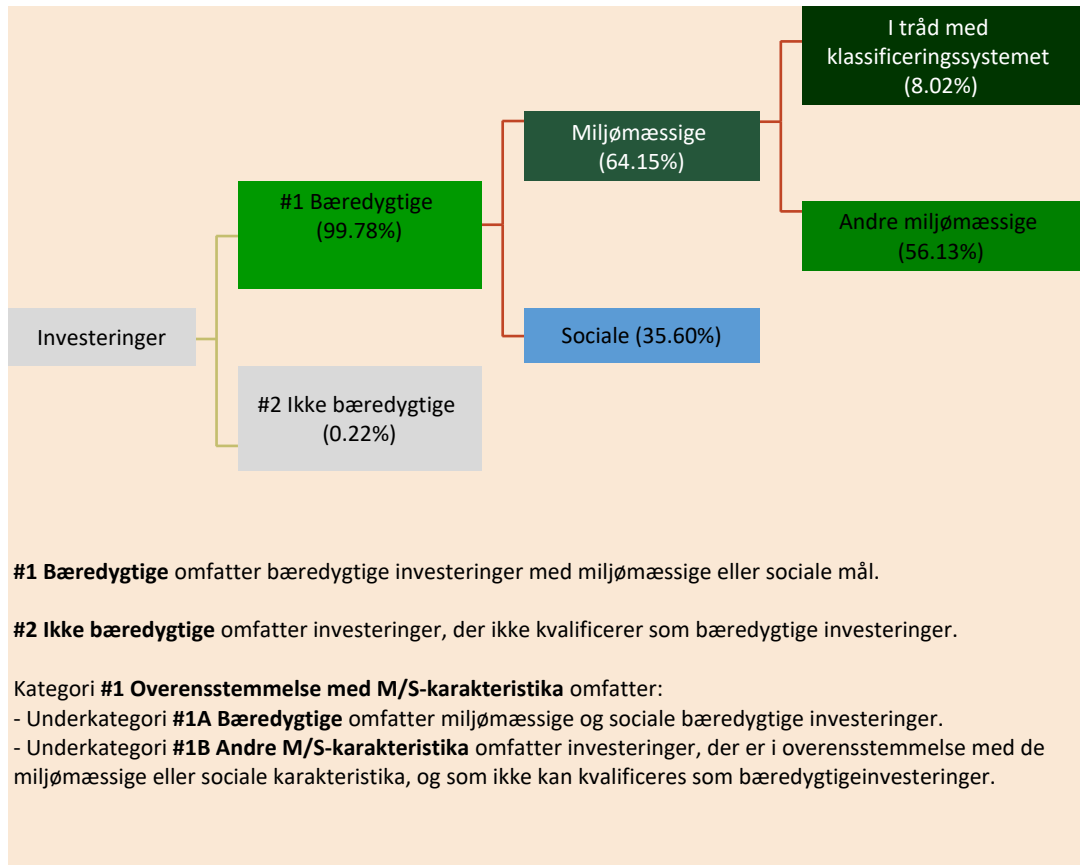 I tråd med
klassificeringssystemet
(8.02%)
Miljømæssige
(64.15%)
#1 Bæredygtige
(99.78%)
Andre miljømæssige
(56.13%)
Investeringer
Sociale (35.60%)
#2 Ikke bæredygtige
(0.22%)
#1 Bæredygtige omfatter bæredygtige investeringer med miljømæssige eller sociale mål.
#2 Ikke bæredygtige omfatter investeringer, der ikke kvalificerer som bæredygtige investeringer.
Kategori #1 Overensstemmelse med M/S-karakteristika omfatter:
- Underkategori #1A Bæredygtige omfatter miljømæssige og sociale bæredygtige investeringer.
- Underkategori #1B Andre M/S-karakteristika omfatter investeringer, der er i overensstemmelse med de
miljømæssige eller sociale karakteristika, og som ikke kan kvalificeres som bæredygtigeinvesteringer.